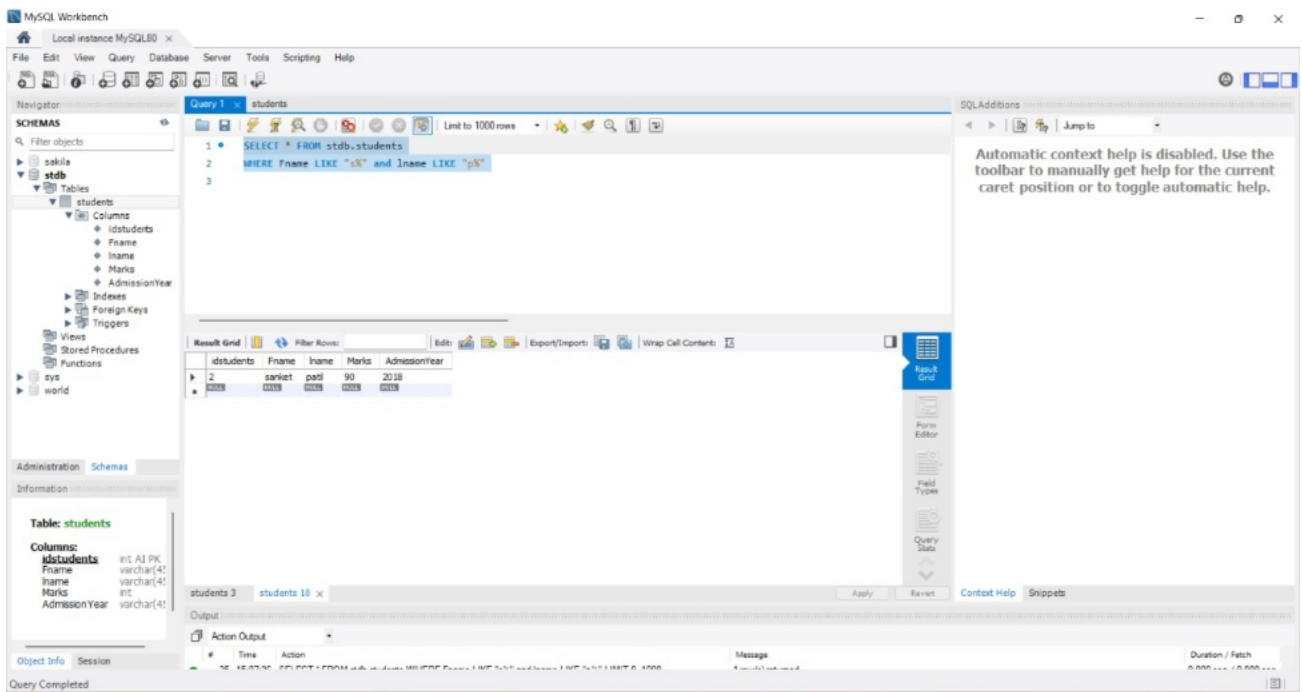 MySQL Workbench
Local instance MySQL80
File Edit View Query Database Server Tools Scripting Help
Navigator
SCHEMAS
Filter objects
sakila
stdb
Tables
students
Columns
idstudents
Fname
lname
Marks
AdmissionYear
Indexes
Foreign Keys
Triggers
Views
Stored Procedures
Functions
sys
world
Administration Schemas
Information
Table: students
Columns:
idstudents int AI PK
Fname varchar(45
lname varchar(45
Marks int
AdmissionYear varchar(45
Object Info Session
Query 1 students
Limit to 1000 rows
1 SELECT * FROM stdb.students
2 WHERE Fname LIKE "s%" and lname LIKE "p%"
3
Result Grid Filter Rows: Edit: Export/Import: Wrap Cell Content:
idstudents Fname lname Marks AdmissionYear
2 sanket patil 90 2018
NULL NULL NULL NULL NULL
Result Grid
Form Editor
Field Types
Query Stats
students 3 students 10 Apply Revert
Output
Action Output
# Time Action Message Duration / Fetch
SQLAdditions
Jump to
Automatic context help is disabled. Use the
toolbar to manually get help for the current
caret position or to toggle automatic help.
Context Help Snippets
Query Completed